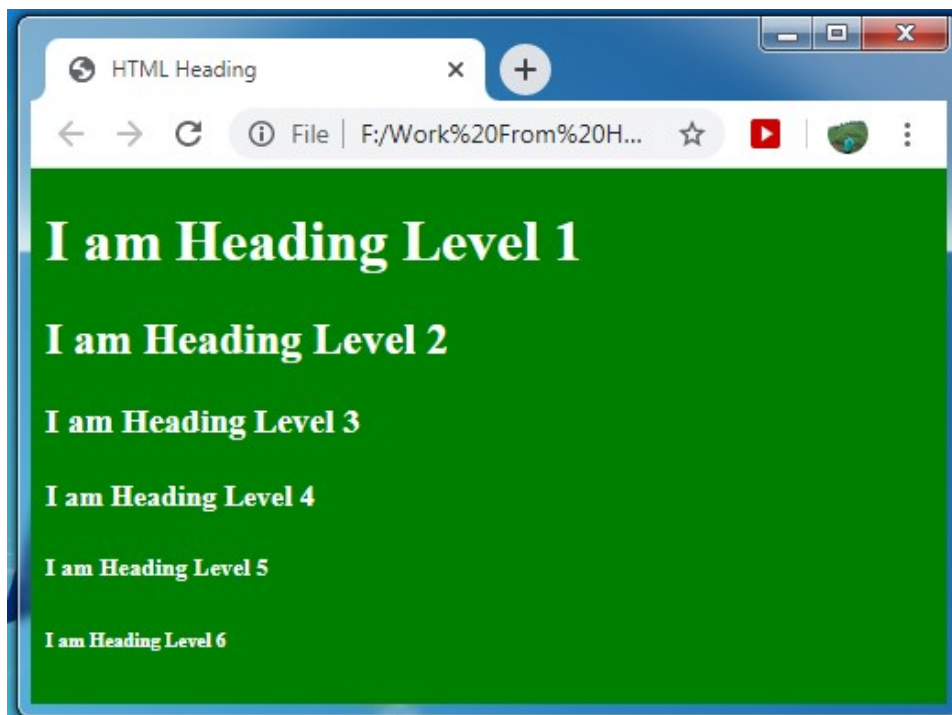 HTML Heading
File F:/Work%20From%20H...
I am Heading Level 1
I am Heading Level 2
I am Heading Level 3
I am Heading Level 4
I am Heading Level 5
I am Heading Level 6